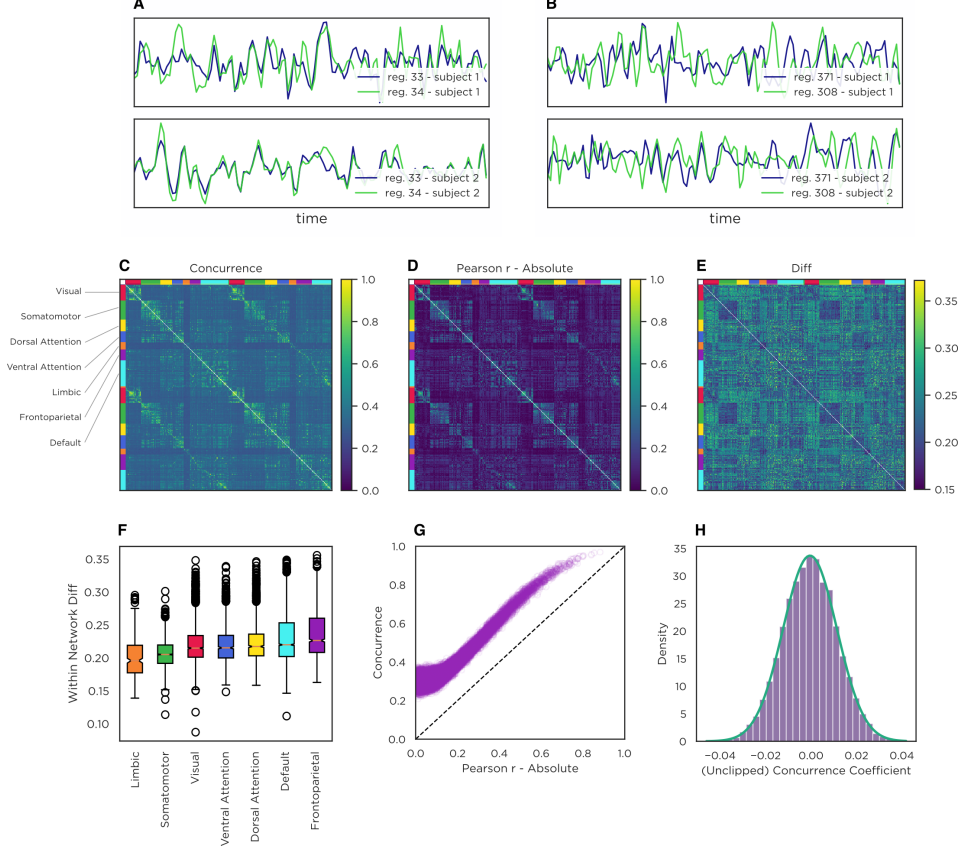 A
B
reg. 33 - subject 1
reg. 34 - subject 1
reg. 371 - subject 1
reg. 308 - subject 1
reg. 33 - subject 2
reg. 34 - subject 2
reg. 371 - subject 2
reg. 308 - subject 2
time
time
C
Concurrence
D
Pearson r - Absolute
E
Diff
Visual
Somatomotor
Dorsal Attention
Ventral Attention
Limbic
Frontoparietal
Default
1.0
0.8
0.6
0.4
0.2
0.0
1.0
0.8
0.6
0.4
0.2
0.0
0.35
0.30
0.25
0.20
0.15
F
Within Network Diff
0.35
0.30
0.25
0.20
0.15
0.10
Limbic
Somatomotor
Visual
Ventral Attention
Dorsal Attention
Default
Frontoparietal
G
Concurrence
1.0
0.8
0.6
0.4
0.2
0.0
0.0 0.2 0.4 0.6 0.8 1.0
Pearson r - Absolute
H
Density
35
30
25
20
15
10
5
0
−0.04 −0.02 0.00 0.02 0.04
(Unclipped) Concurrence Coefficient